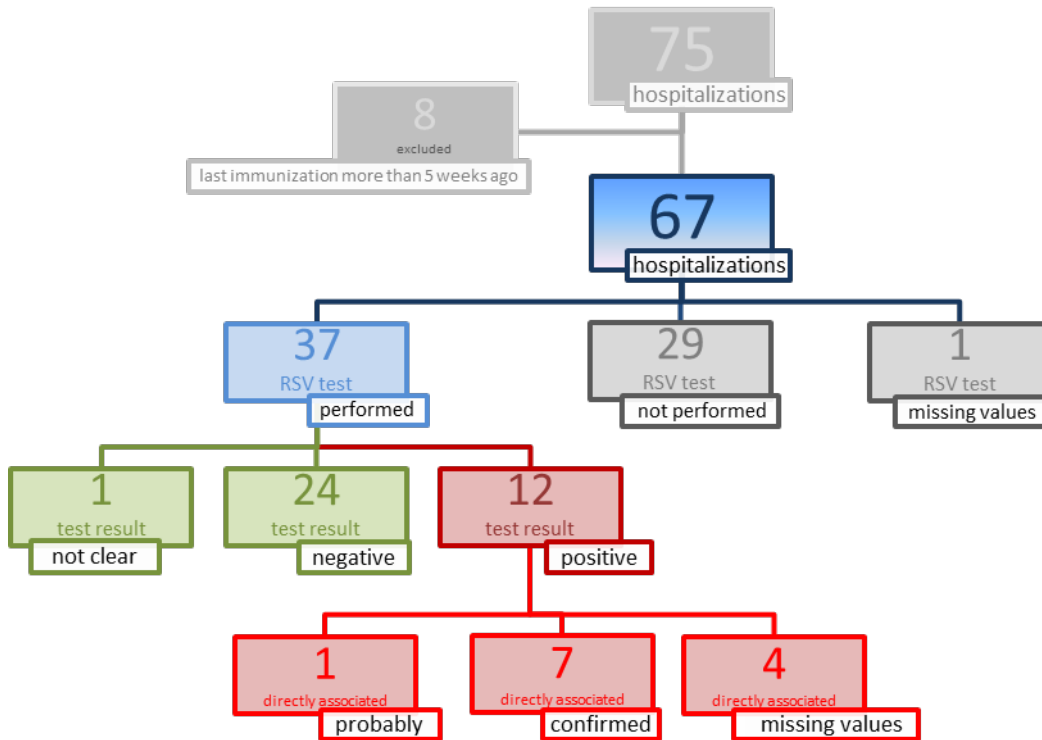 75
hospitalizations
8
excluded
last immunization more than 5 weeks ago
67
hospitalizations
37
RSV test
performed
29
RSV test
not performed
1
RSV test
missing values
1
test result
not clear
24
test result
negative
12
test result
positive
1
directly associated
probably
7
directly associated
confirmed
4
directly associated
missing values